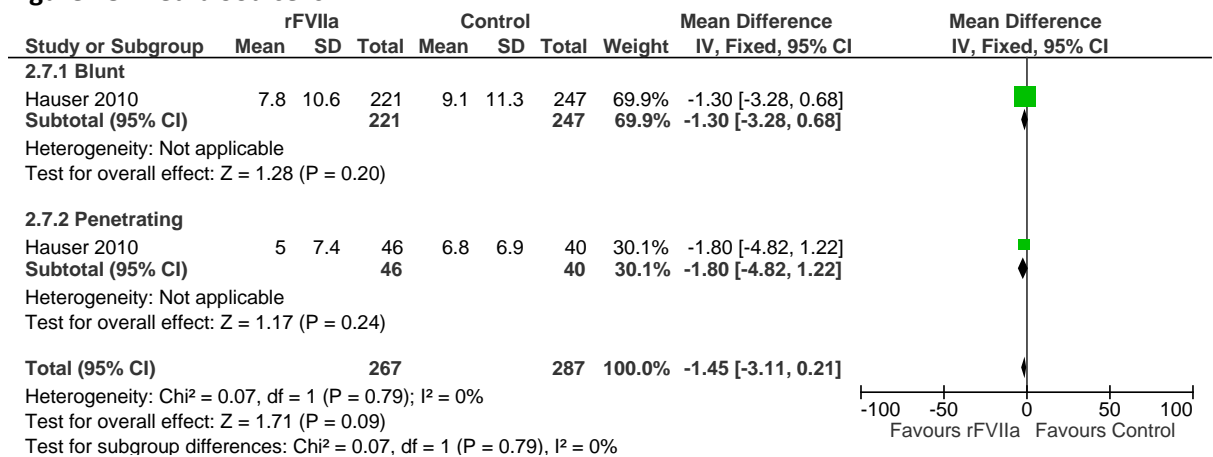 rFVIIa Control Mean Difference Mean Difference
Study or Subgroup Mean SD Total Mean SD Total Weight IV, Fixed, 95% CI IV, Fixed, 95% CI
2.7.1 Blunt
Hauser 2010 7.8 10.6 221 9.1 11.3 247 69.9% -1.30 [-3.28, 0.68]
Subtotal (95% CI) 221 247 69.9% -1.30 [-3.28, 0.68]
Heterogeneity: Not applicable
Test for overall effect: Z = 1.28 (P = 0.20)
2.7.2 Penetrating
Hauser 2010 5 7.4 46 6.8 6.9 40 30.1% -1.80 [-4.82, 1.22]
Subtotal (95% CI) 46 40 30.1% -1.80 [-4.82, 1.22]
Heterogeneity: Not applicable
Test for overall effect: Z = 1.17 (P = 0.24)
Total (95% CI) 267 287 100.0% -1.45 [-3.11, 0.21]
Heterogeneity: Chi² = 0.07, df = 1 (P = 0.79); I² = 0%
Test for overall effect: Z = 1.71 (P = 0.09)
Test for subgroup differences: Chi² = 0.07, df = 1 (P = 0.79), I² = 0%
-100 -50 0 50 100
Favours rFVIIa Favours Control